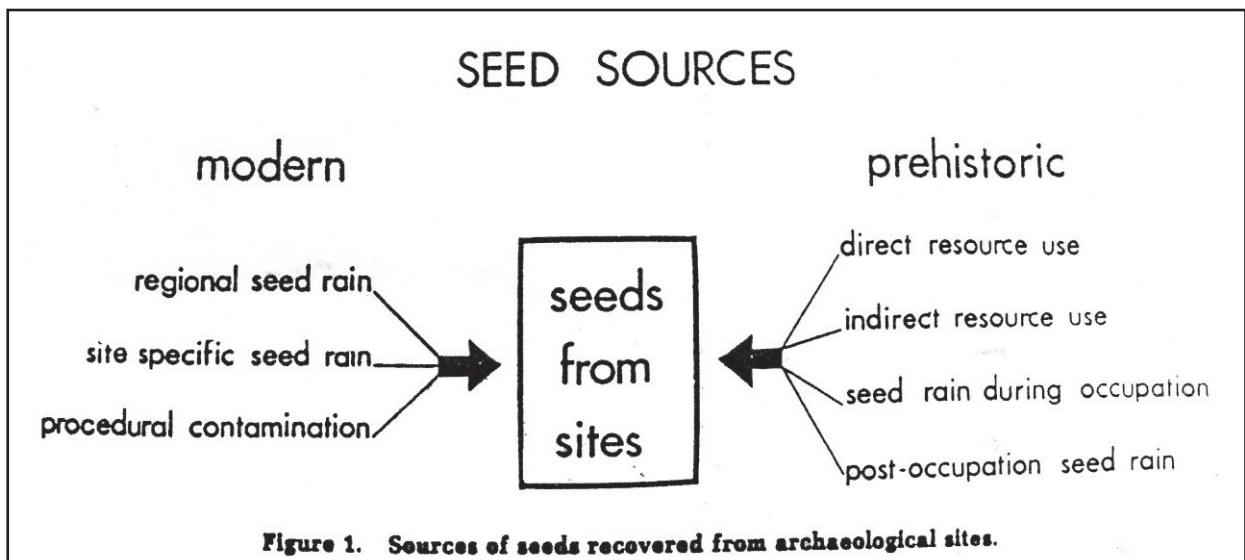 SEED SOURCES
modern
regional seed rain
site specific seed rain
procedural contamination
seeds
from
sites
prehistoric
direct resource use
indirect resource use
seed rain during occupation
post-occupation seed rain
Figure 1. Sources of seeds recovered from archaeological sites.